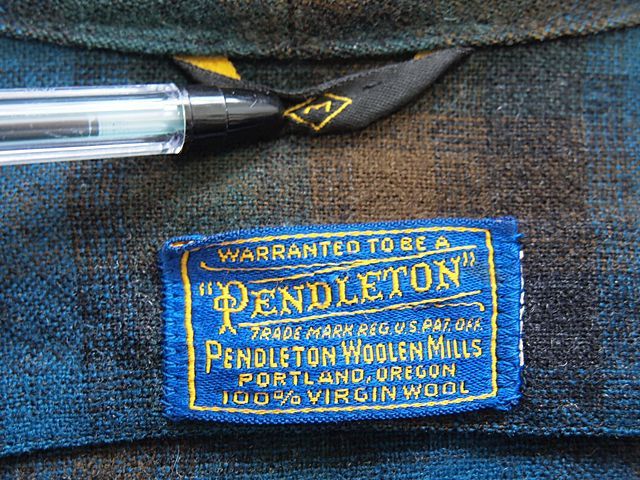 M
WARRANTED TO BE A
"PENDLETON"
TRADE MARK REG. U.S. PAT. OFF.
PENDLETON WOOLEN MILLS
PORTLAND, OREGON
100% VIRGIN WOOL